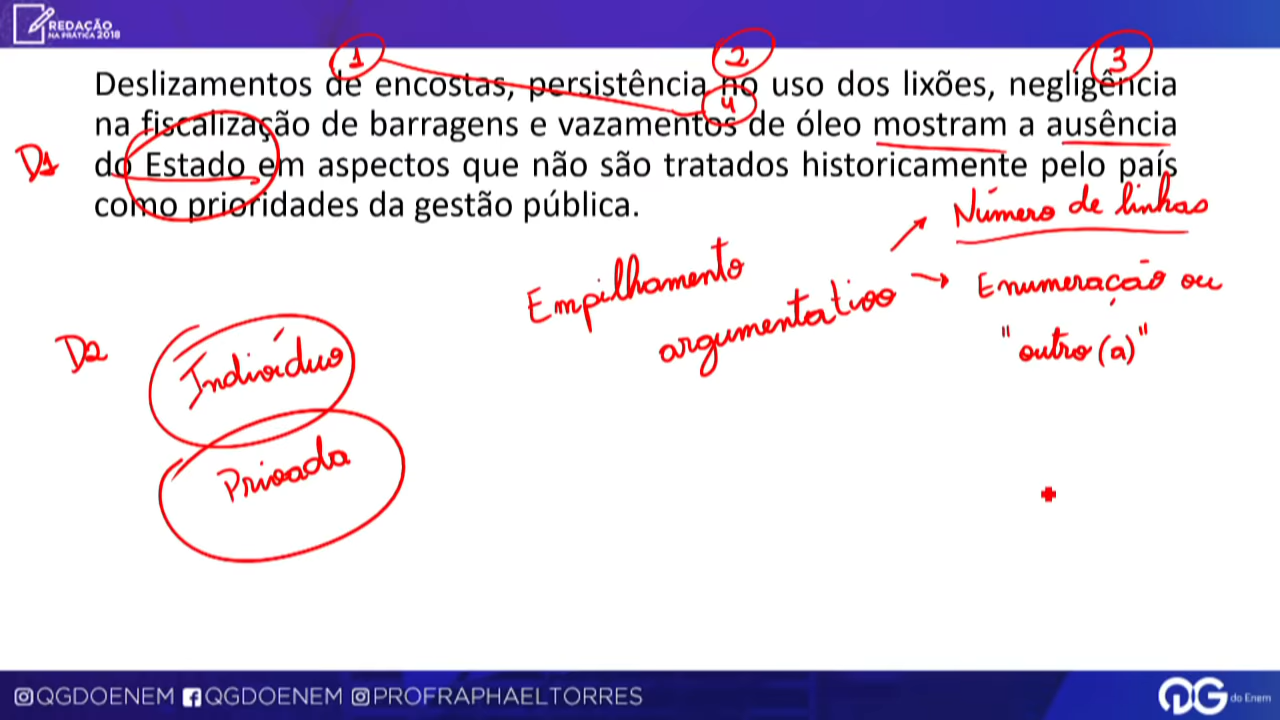 REDAÇÃO
NA PRÁTICA 2018
1
2
3
Deslizamentos de encostas, persistência no uso dos lixões, negligência
4
na fiscalização de barragens e vazamentos de óleo mostram a ausência
D1
do Estado em aspectos que não são tratados historicamente pelo país
como prioridades da gestão pública.
Número de linhas
Empilhamento
argumentativo
Enumeração ou
"outro(a)"
D2
Indivíduo
Privada
@QGDOENEM QGDOENEM @PROFRAPHAELTORRES
QG do Enem